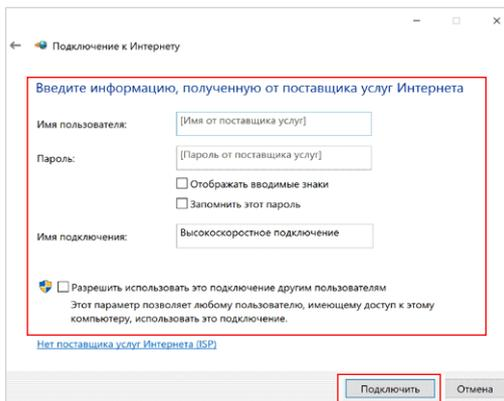 Подключение к Интернету
Введите информацию, полученную от поставщика услуг Интернета
Имя пользователя:
[Имя от поставщика услуг]
Пароль:
[Пароль от поставщика услуг]
Отображать вводимые знаки
Запомнить этот пароль
Имя подключения:
Высокоскоростное подключение
Разрешить использовать это подключение другим пользователям
Этот параметр позволяет любому пользователю, имеющему доступ к этому
компьютеру, использовать это подключение.
Нет поставщика услуг Интернета (ISP)
Подключить
Отмена